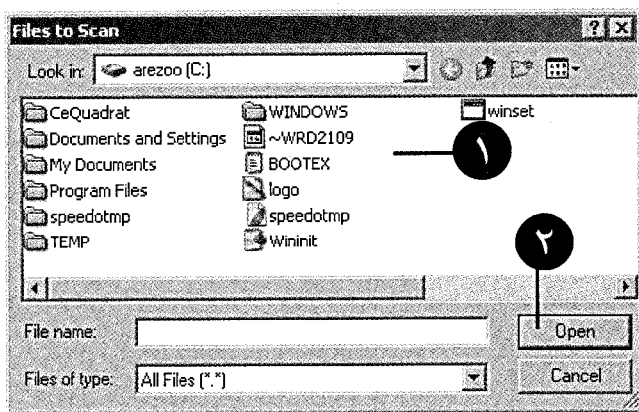 Files to Scan
Look in: arezoo (C:)
CeQuadrat
Documents and Settings
My Documents
Program Files
speedotmp
TEMP
WINDOWS
~WRD2109
BOOTEX
logo
speedotmp
Wininit
winset
۱
۲
File name:
Open
Files of type: All Files (*.*)
Cancel